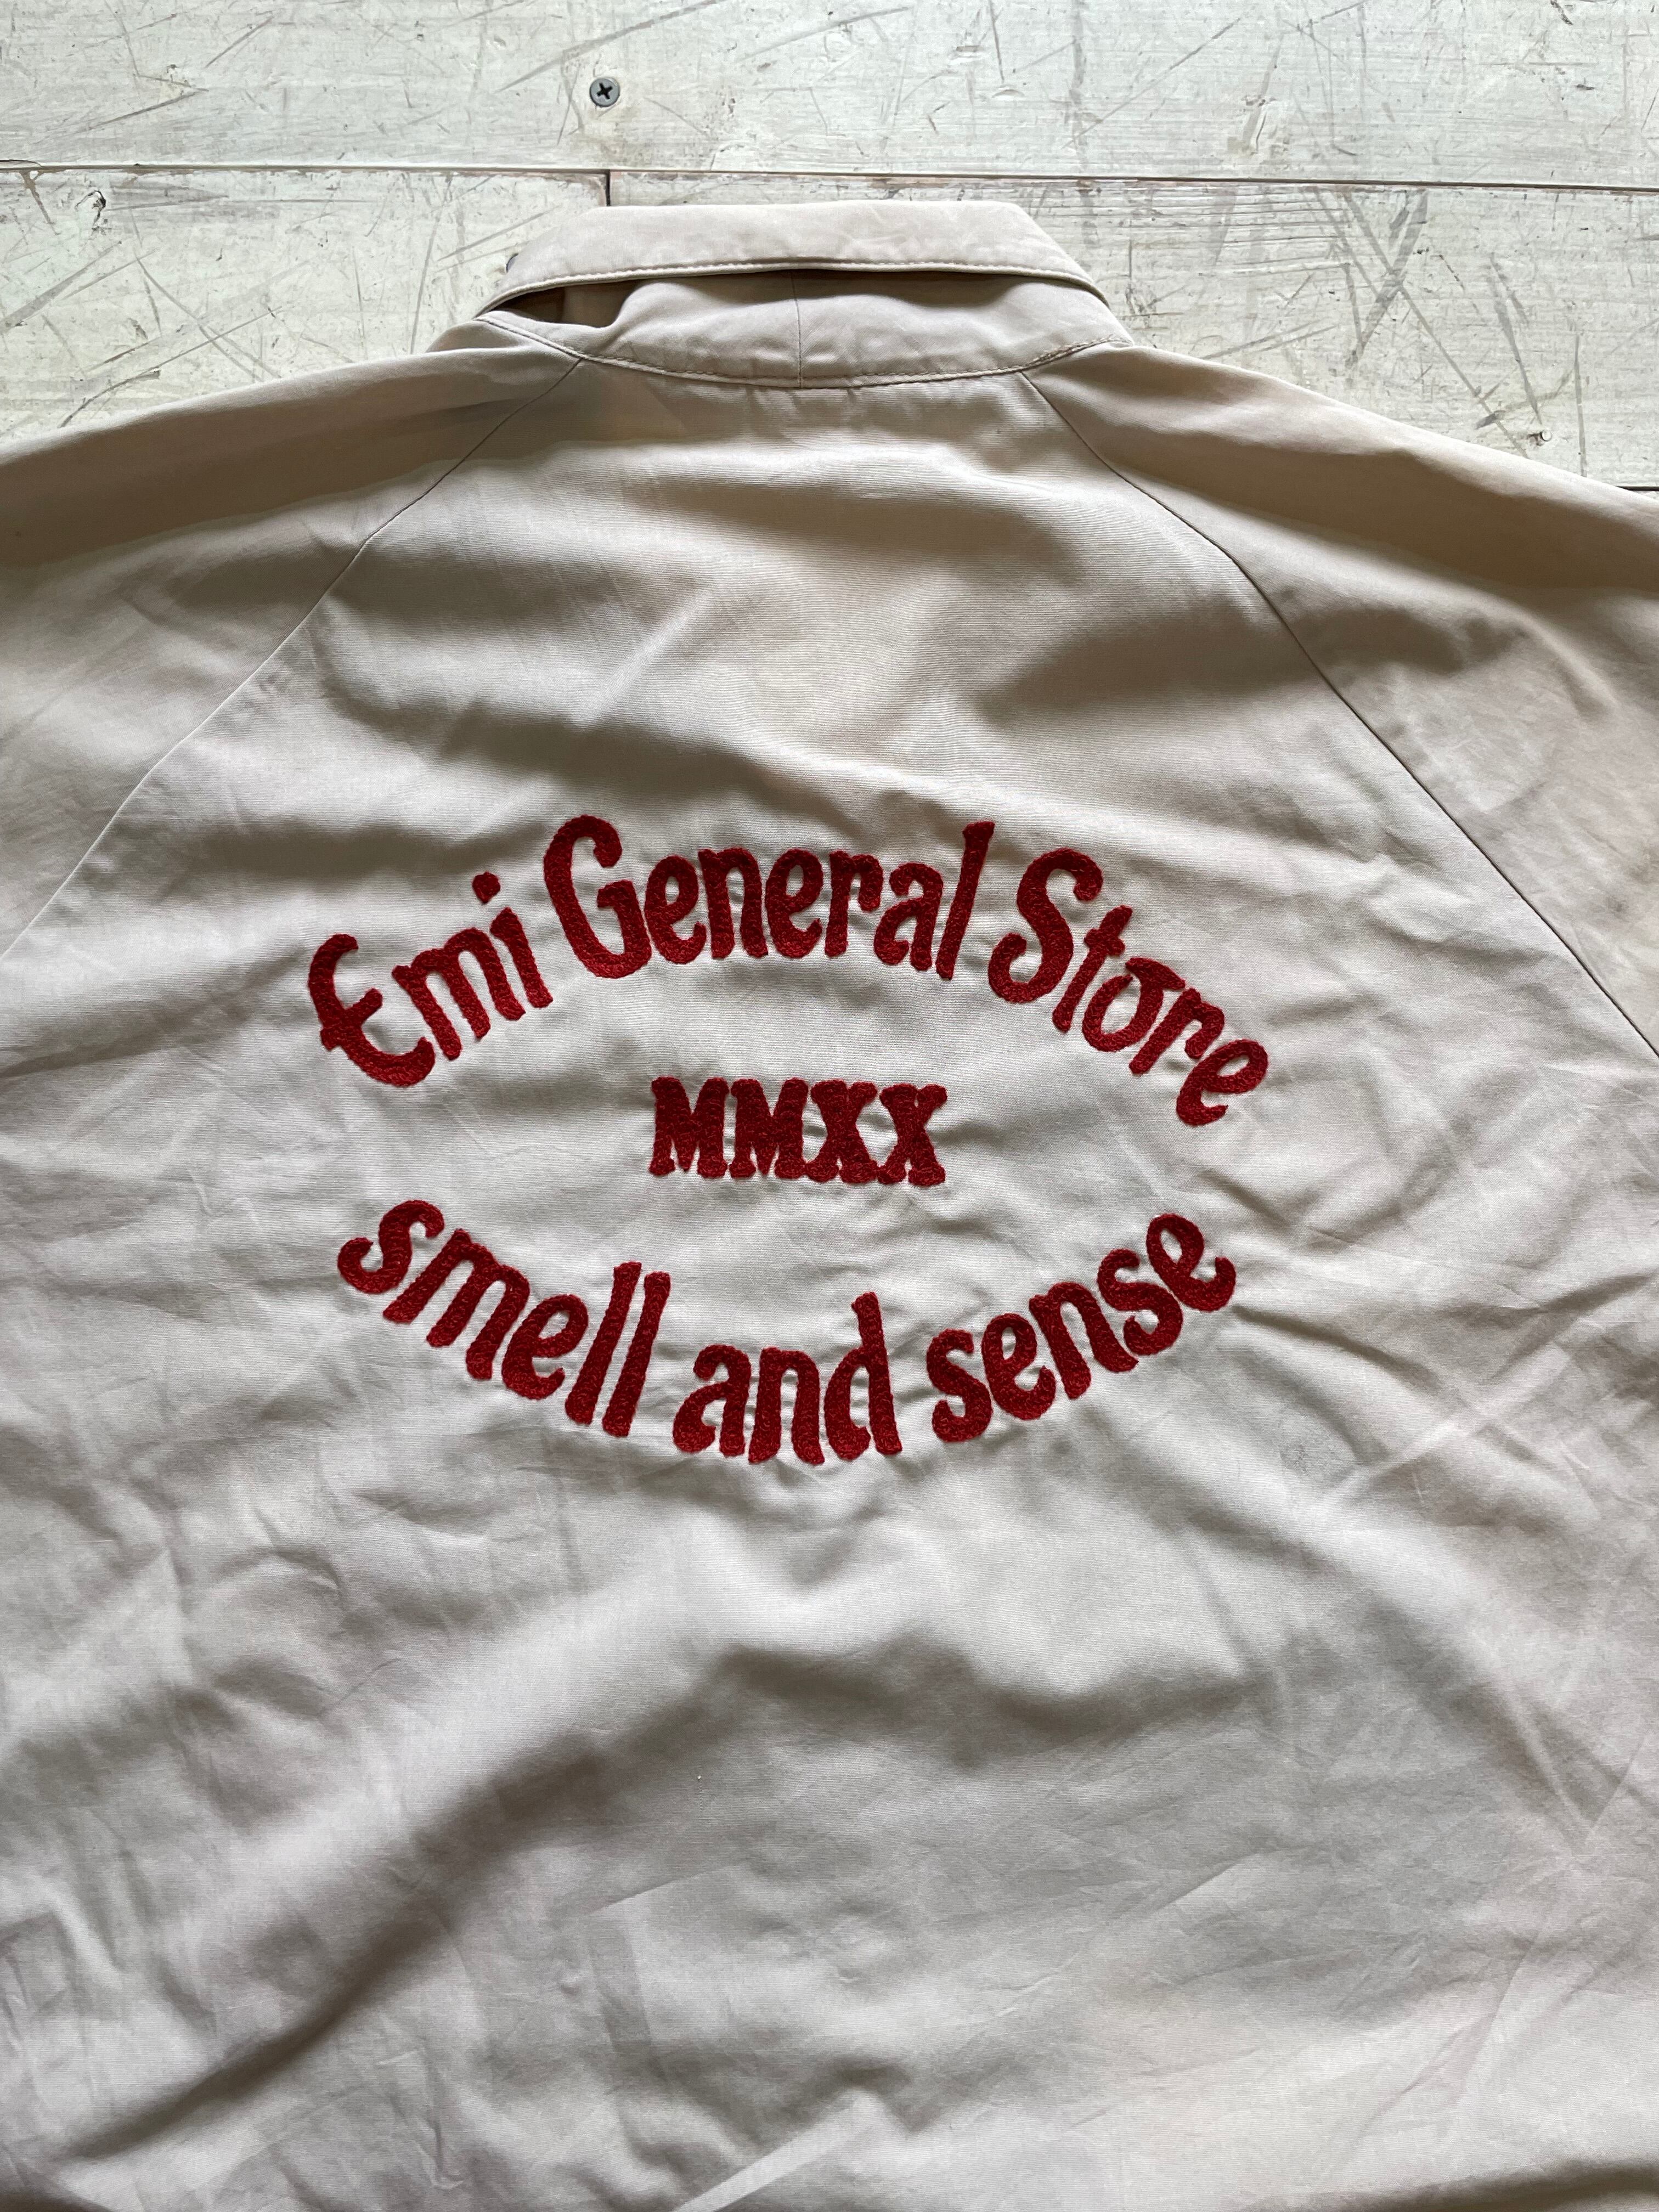 Emi General Store
MMXX
smell and sense